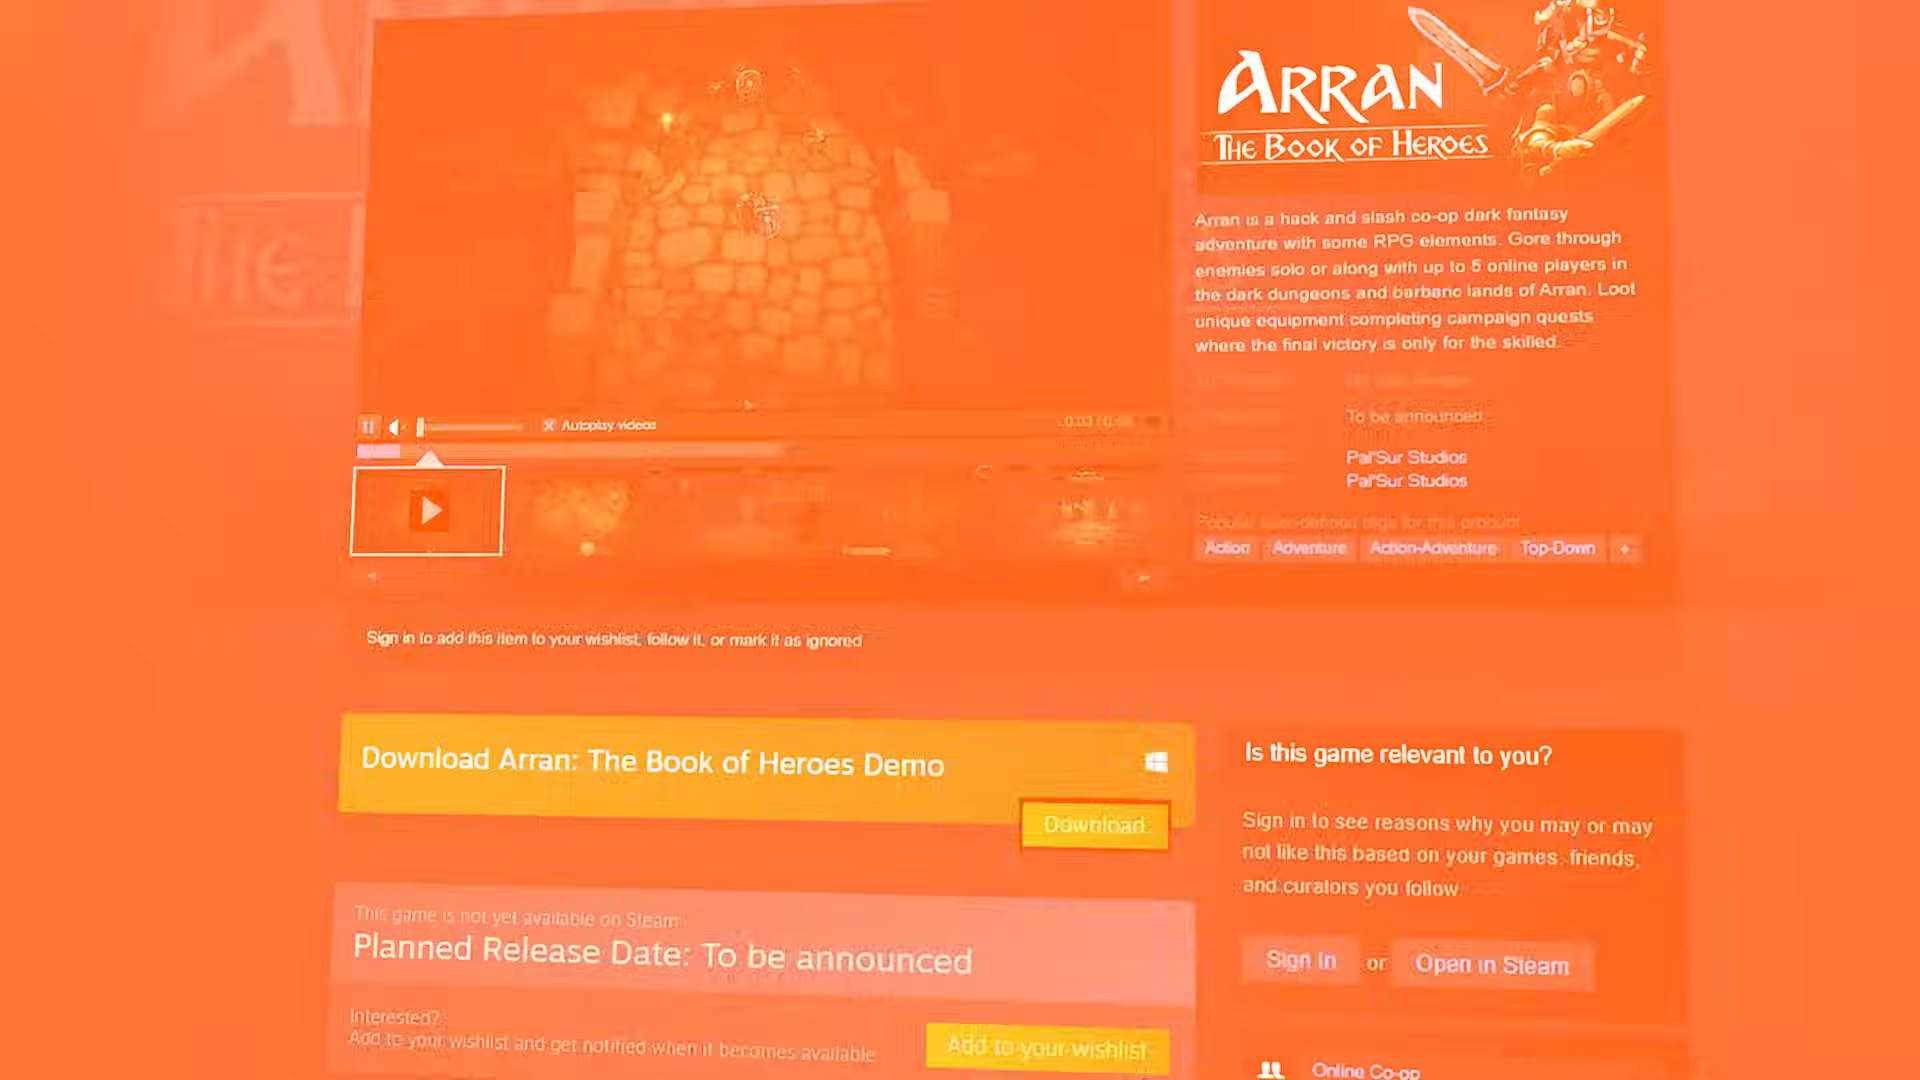 ARRAN
THE BOOK OF HEROES
Arran is a hack and slash co-op dark fantasy
adventure with some RPG elements. Gore through
enemies solo or along with up to 5 online players in
the dark dungeons and barbaric lands of Arran. Loot
unique equipment completing campaign quests
where the final victory is only for the skilled.
To be announced
Pal'Sur Studios
Pal'Sur Studios
Popular user-defined tags for this product
Action
Adventure
Action-Adventure
Top-Down
+
Autoplay videos
Sign in to add this item to your wishlist, follow it, or mark it as ignored
Download Arran: The Book of Heroes Demo
Download
This game is not yet available on Steam
Planned Release Date: To be announced
Interested?
Add to your wishlist and get notified when it becomes available.
Add to your wishlist
Is this game relevant to you?
Sign in to see reasons why you may or may
not like this based on your games, friends,
and curators you follow.
Sign In or Open in Steam
Online Co-op